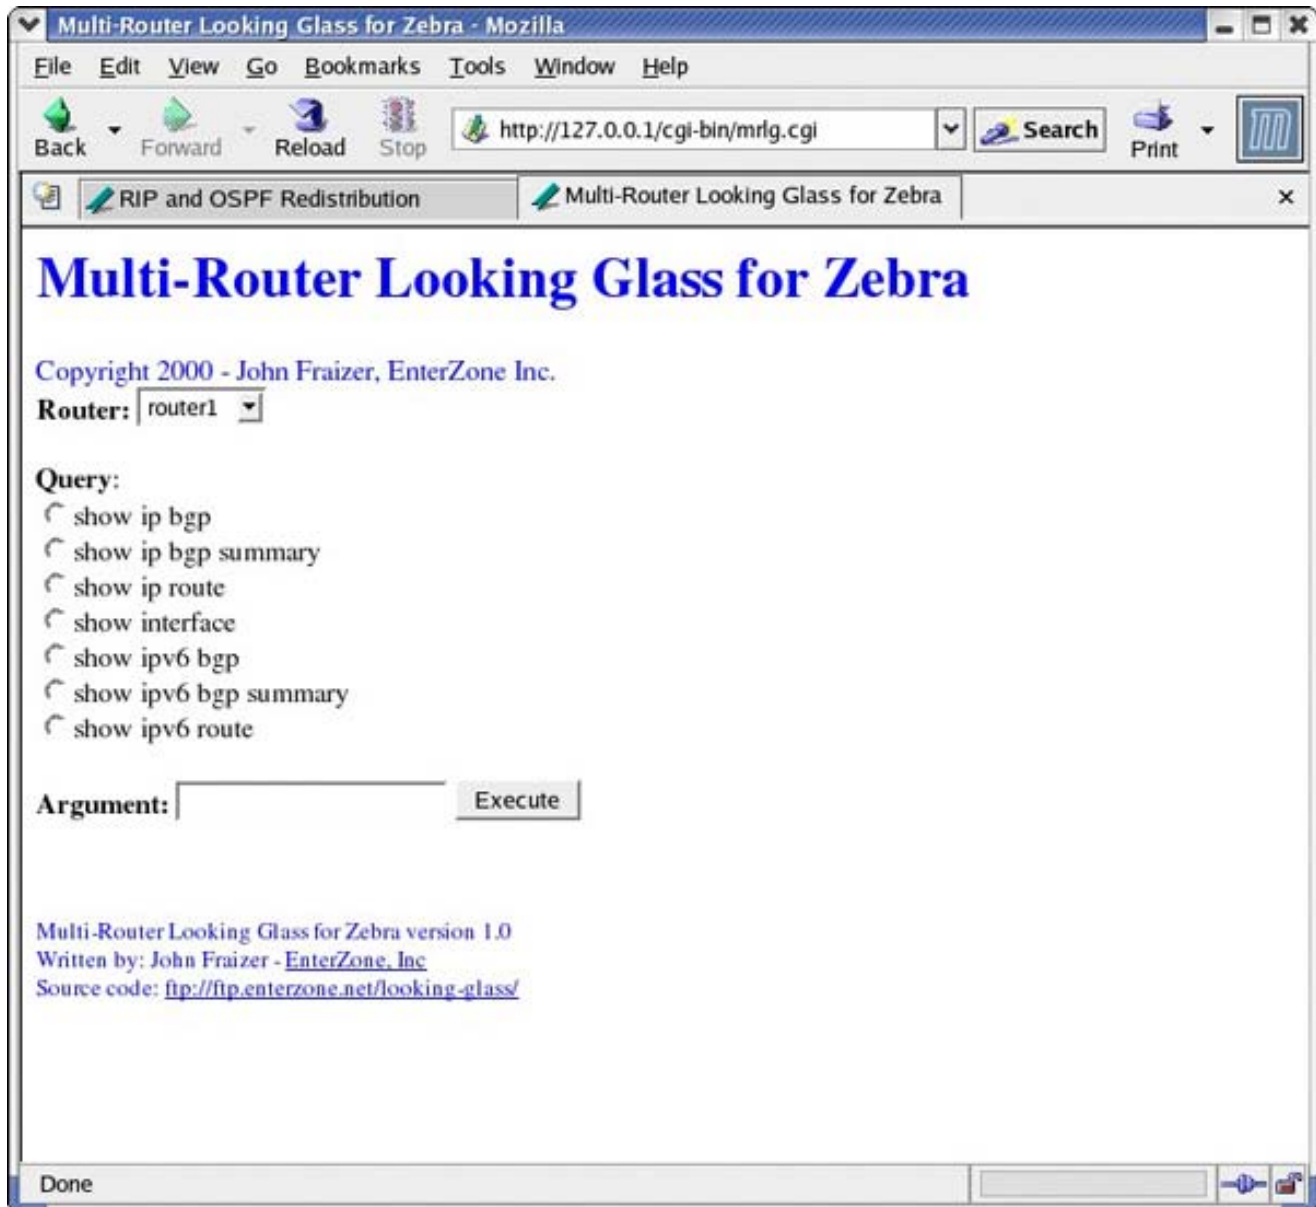 Multi-Router Looking Glass for Zebra - Mozilla
File Edit View Go Bookmarks Tools Window Help
Back Forward Reload Stop http://127.0.0.1/cgi-bin/mrlg.cgi Search Print
RIP and OSPF Redistribution Multi-Router Looking Glass for Zebra
Multi-Router Looking Glass for Zebra
Copyright 2000 - John Fraizer, EnterZone Inc.
Router: router1
Query:
show ip bgp
show ip bgp summary
show ip route
show interface
show ipv6 bgp
show ipv6 bgp summary
show ipv6 route
Argument: Execute
Multi-Router Looking Glass for Zebra version 1.0
Written by: John Fraizer - EnterZone, Inc
Source code: ftp://ftp.enterzone.net/looking-glass/
Done